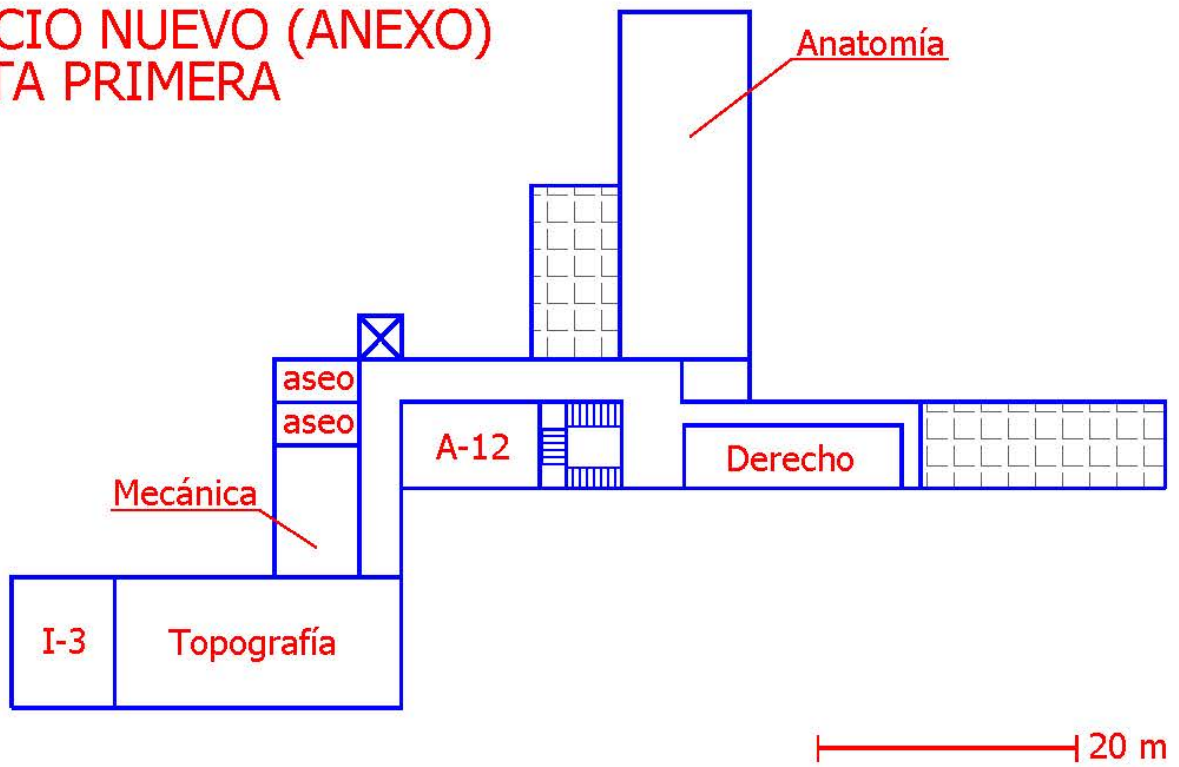 CIO NUEVO (ANEXO)
TA PRIMERA
Anatomía
aseo
aseo
A-12
Derecho
Mecánica
I-3
Topografía
20 m